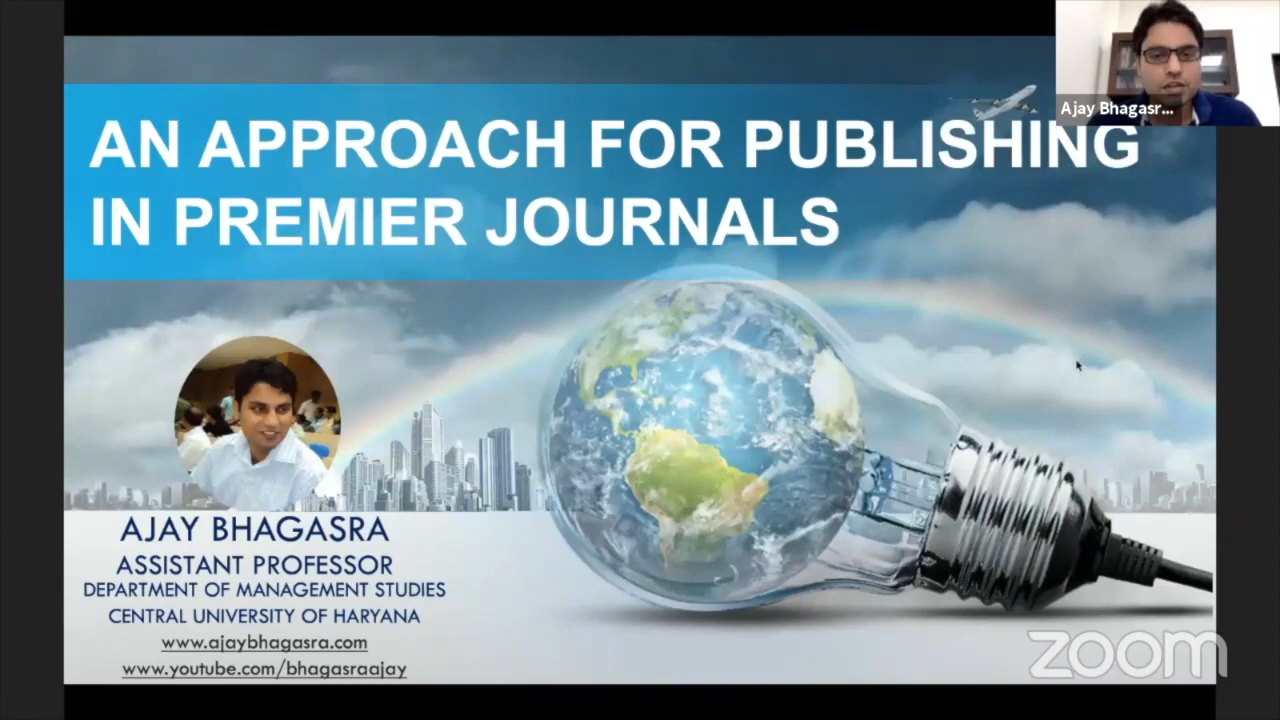 Ajay Bhagasr...
AN APPROACH FOR PUBLISHING
IN PREMIER JOURNALS
AJAY BHAGASRA
ASSISTANT PROFESSOR
DEPARTMENT OF MANAGEMENT STUDIES
CENTRAL UNIVERSITY OF HARYANA
www.ajaybhagasra.com
www.youtube.com/bhagasraajay
zoom